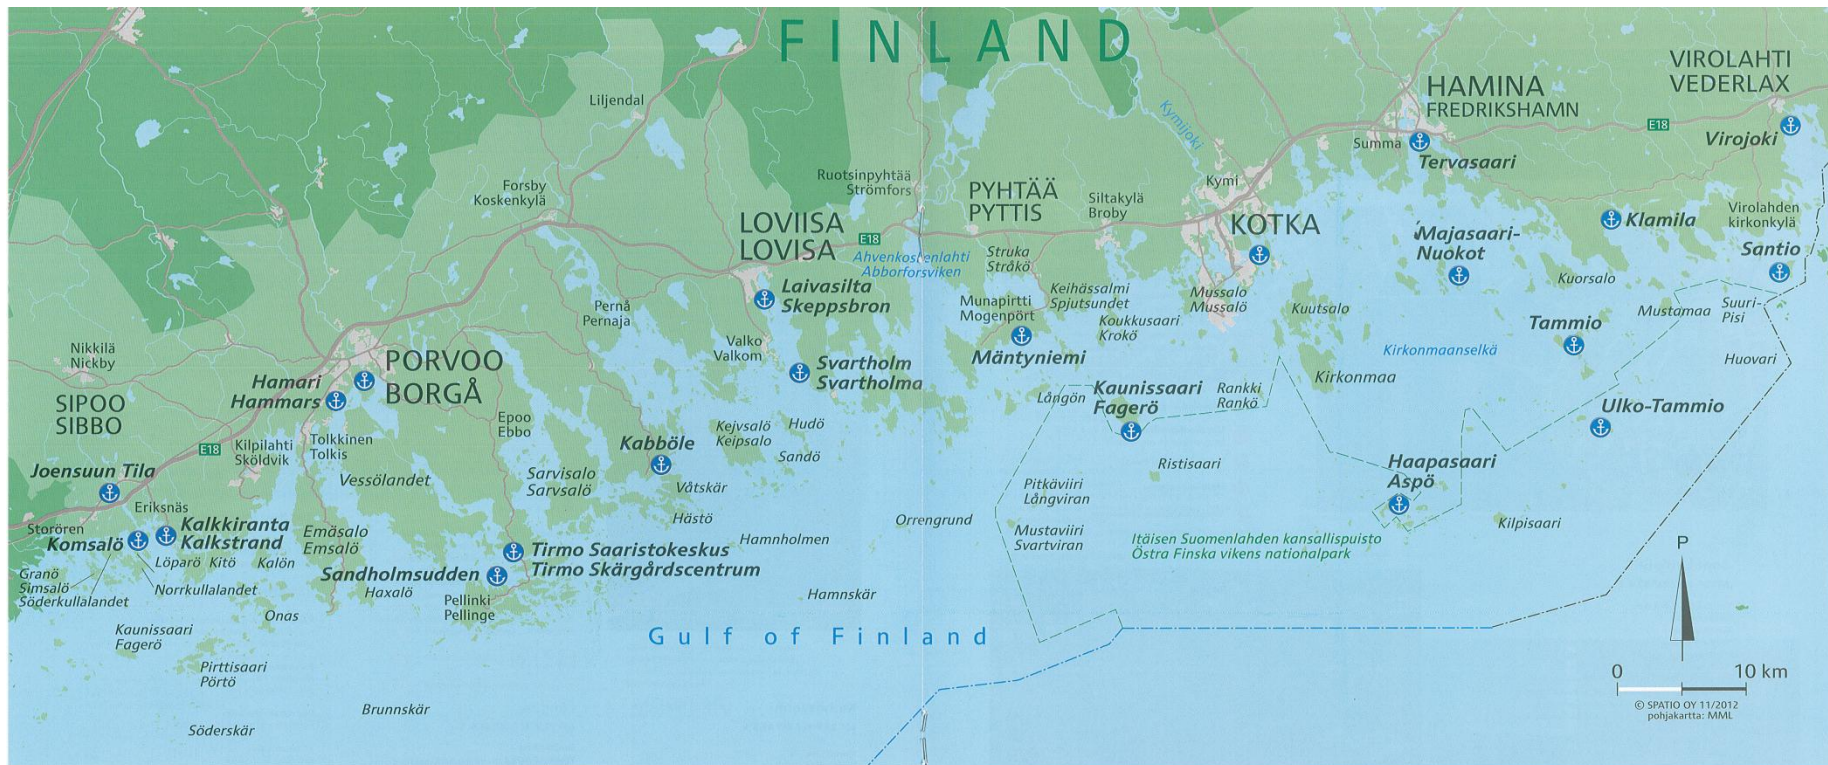 FINLAND
VIROLAHTI
VEDERLAX
HAMINA
FREDRIKSHAMN
Liljendal
Kymijoki
E18
Virojoki
Summa
Tervasaari
Ruotsinpyhtää
Strömfors
Forsby
Koskenkylä
PYHTÄÄ
PYTTIS
Siltakylä
Broby
Kymi
KOTKA
Klamila
Virolahden
kirkonkylä
LOVIISA
LOVISA
E18
Ahvenkoskenlahti
Abborforsviken
Struka
Stråkö
Majasaari-
Nuokot
Santio
Laivasilta
Skeppsbron
Pernå
Pernaja
Munapirtti
Mogenpört
Keihässalmi
Spjutsundet
Koukkusaari
Krokö
Mussalo
Mussalö
Kuutsalo
Kuorsalo
Mustamaa
Suuri-
Pisi
Tammio
Huovari
Nikkilä
Nickby
Valko
Valkom
Mäntyniemi
Kirkonmaanselkä
Kirkonmaa
PORVOO
BORGÅ
Hamari
Hammars
Svartholm
Svartholma
Långön
Kaunissaari
Fagerö
Rankki
Rankö
Ulko-Tammio
SIPOO
SIBBO
E18
Kilpilahti
Sköldvik
Tolkkinen
Tolkis
Epoo
Ebbo
Kabböle
Kejvsalö
Keipsalo
Hudö
Sandö
Ristisaari
Haapasaari
Aspö
Joensuun Tila
Vessölandet
Sarvisalo
Sarvsalö
Våtskär
Pitkäviiri
Långviran
Eriksnäs
Storören
Komsalö
Kalkkiranta
Kalkstrand
Emäsalo
Emsalö
Hästö
Orrengrund
Mustaviiri
Svartviran
Kilpisaari
Hamnholmen
Itäisen Suomenlahden kansallispuisto
Östra Finska vikens nationalpark
Tirmo Saaristokeskus
Tirmo Skärgårdscentrum
Sandholmsudden
Löparö
Kitö
Kalön
Granö
Simsalö
Söderkullalandet
Norrkullalandet
Haxalö
Pellinki
Pellinge
Hamnskär
Onas
Kaunissaari
Fagerö
Gulf of Finland
Pirttisaari
Pörtö
Brunnskär
Söderskär
P
0 10 km
© SPATIO OY 11/2012
pohjakartta: MML